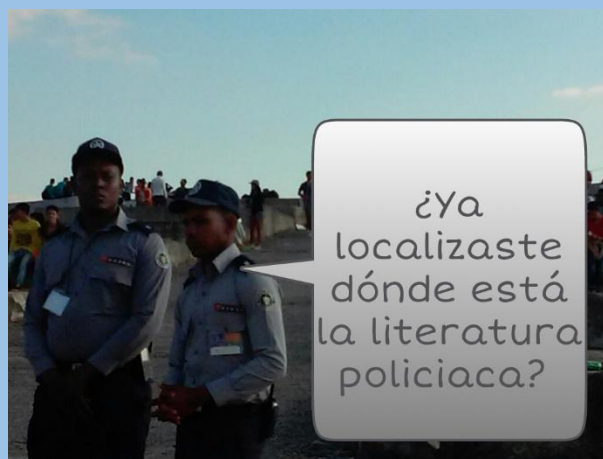 ¿Ya
localizaste
dónde está
la literatura
policiaca?